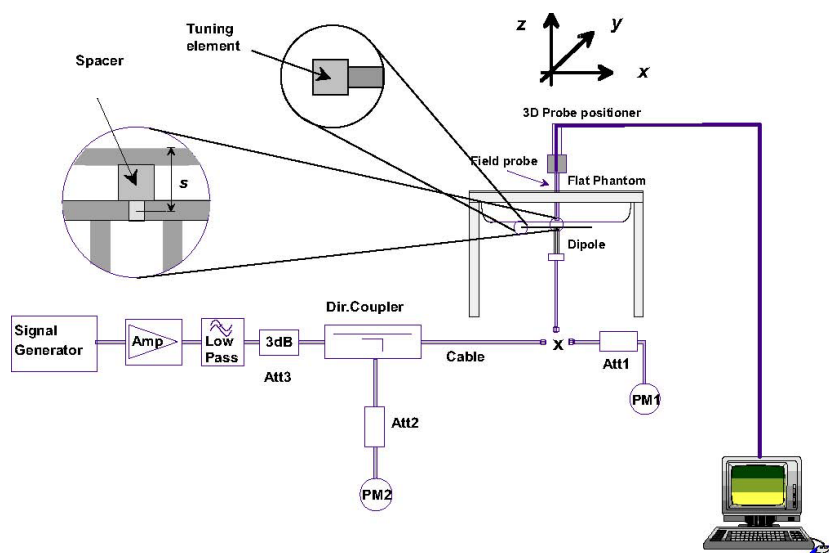 Tuning
element
Spacer
z
y
x
3D Probe positioner
Field probe
Flat Phantom
s
Dipole
Dir.Coupler
Signal
Generator
Amp
Low
Pass
3dB
Att3
Cable
x
Att1
PM1
Att2
PM2